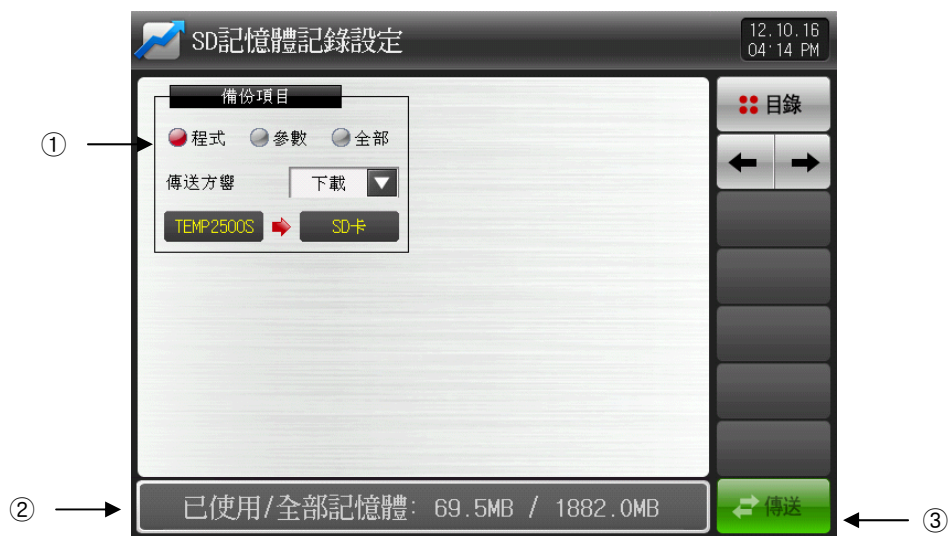 SD記憶體記錄設定
12.10.16
04:14 PM
備份項目
目錄
①
程式 參數 全部
傳送方響 下載
TEMP2500S SD卡
② 已使用/全部記憶體: 69.5MB / 1882.0MB
傳送
③